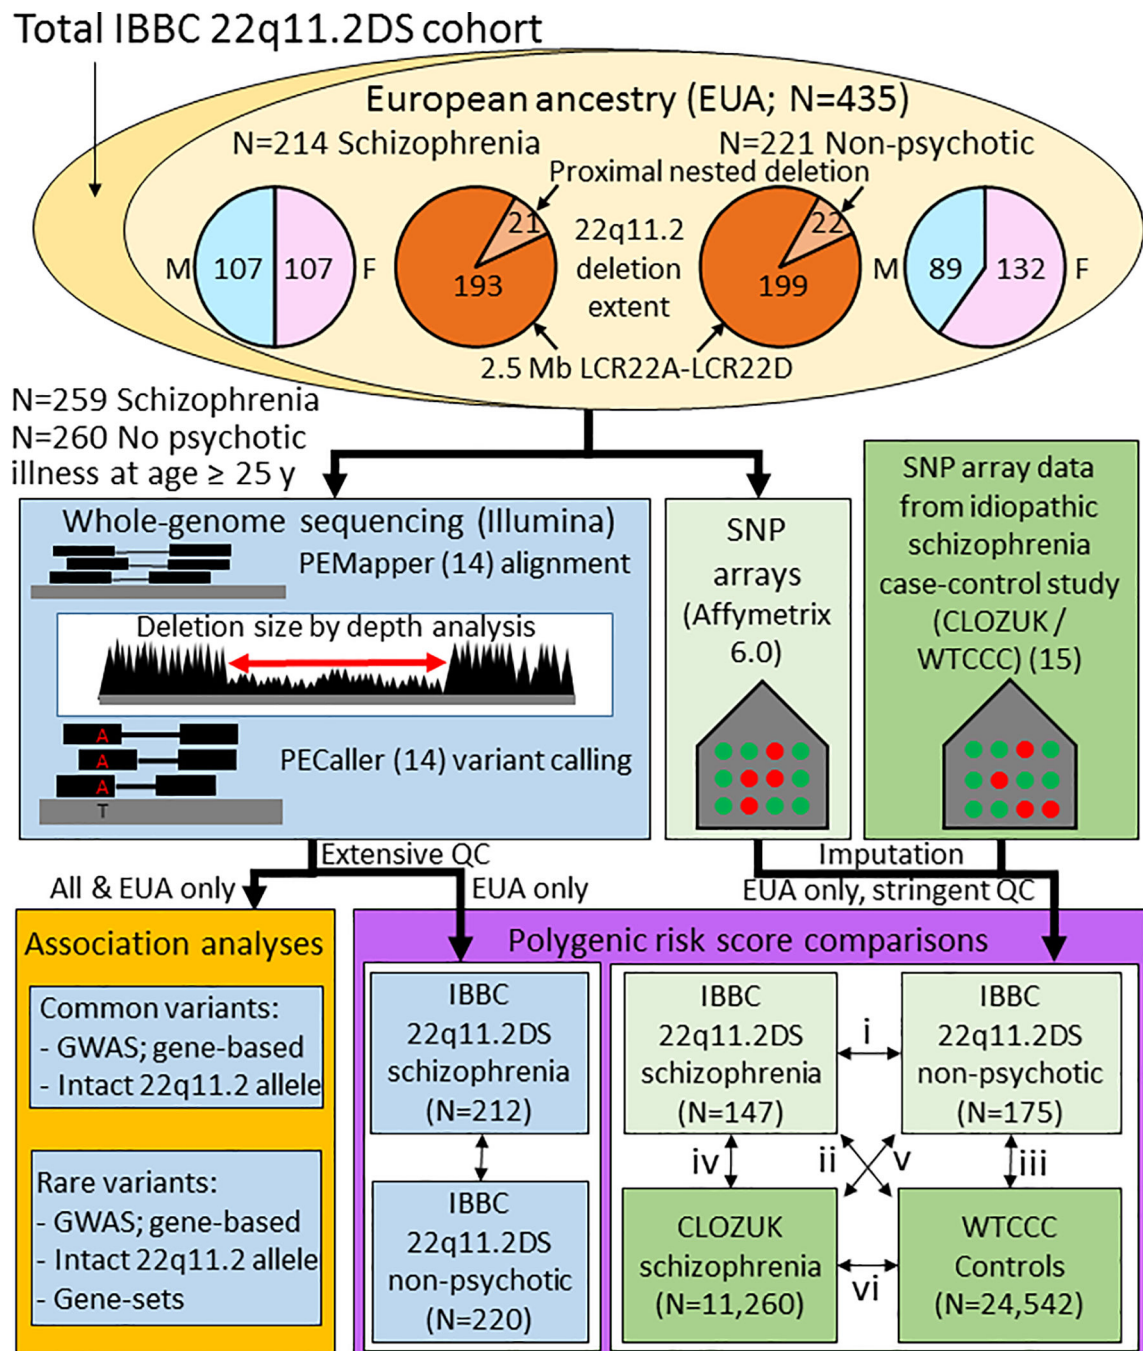 Total IBBC 22q11.2DS cohort
European ancestry (EUA; N=435)
N=214 Schizophrenia
N=221 Non-psychotic
Proximal nested deletion
M
107
107
F
21
193
22q11.2
deletion
extent
22
199
M
89
132
F
2.5 Mb LCR22A-LCR22D
N=259 Schizophrenia
N=260 No psychotic
illness at age ≥ 25 y
Whole-genome sequencing (Illumina)
PEMapper (14) alignment
Deletion size by depth analysis
A
A
A
T
PECaller (14) variant calling
SNP
arrays
(Affymetrix
6.0)
SNP array data
from idiopathic
schizophrenia
case-control study
(CLOZUK /
WTCCC) (15)
Extensive QC
All & EUA only
EUA only
Imputation
EUA only, stringent QC
Association analyses
Common variants:
- GWAS; gene-based
- Intact 22q11.2 allele
Rare variants:
- GWAS; gene-based
- Intact 22q11.2 allele
- Gene-sets
Polygenic risk score comparisons
IBBC
22q11.2DS
schizophrenia
(N=212)
IBBC
22q11.2DS
non-psychotic
(N=220)
IBBC
22q11.2DS
schizophrenia
(N=147)
i
IBBC
22q11.2DS
non-psychotic
(N=175)
iv
ii
v
iii
CLOZUK
schizophrenia
(N=11,260)
vi
WTCCC
Controls
(N=24,542)